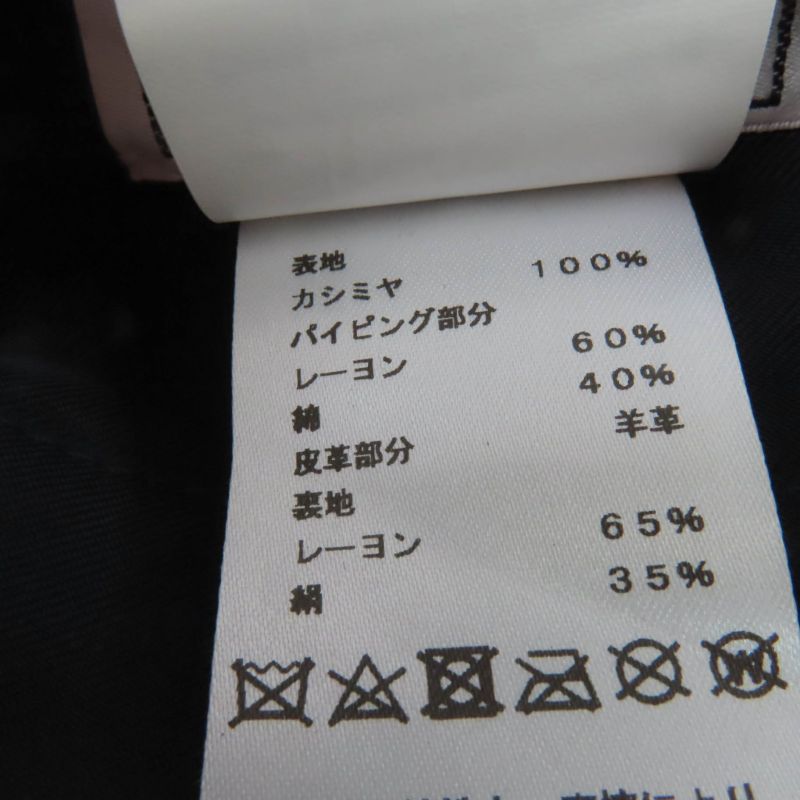 表地
カシミヤ 100%
パイピング部分
レーヨン 60%
綿 40%
皮革部分 羊革
裏地
レーヨン 65%
絹 35%
W